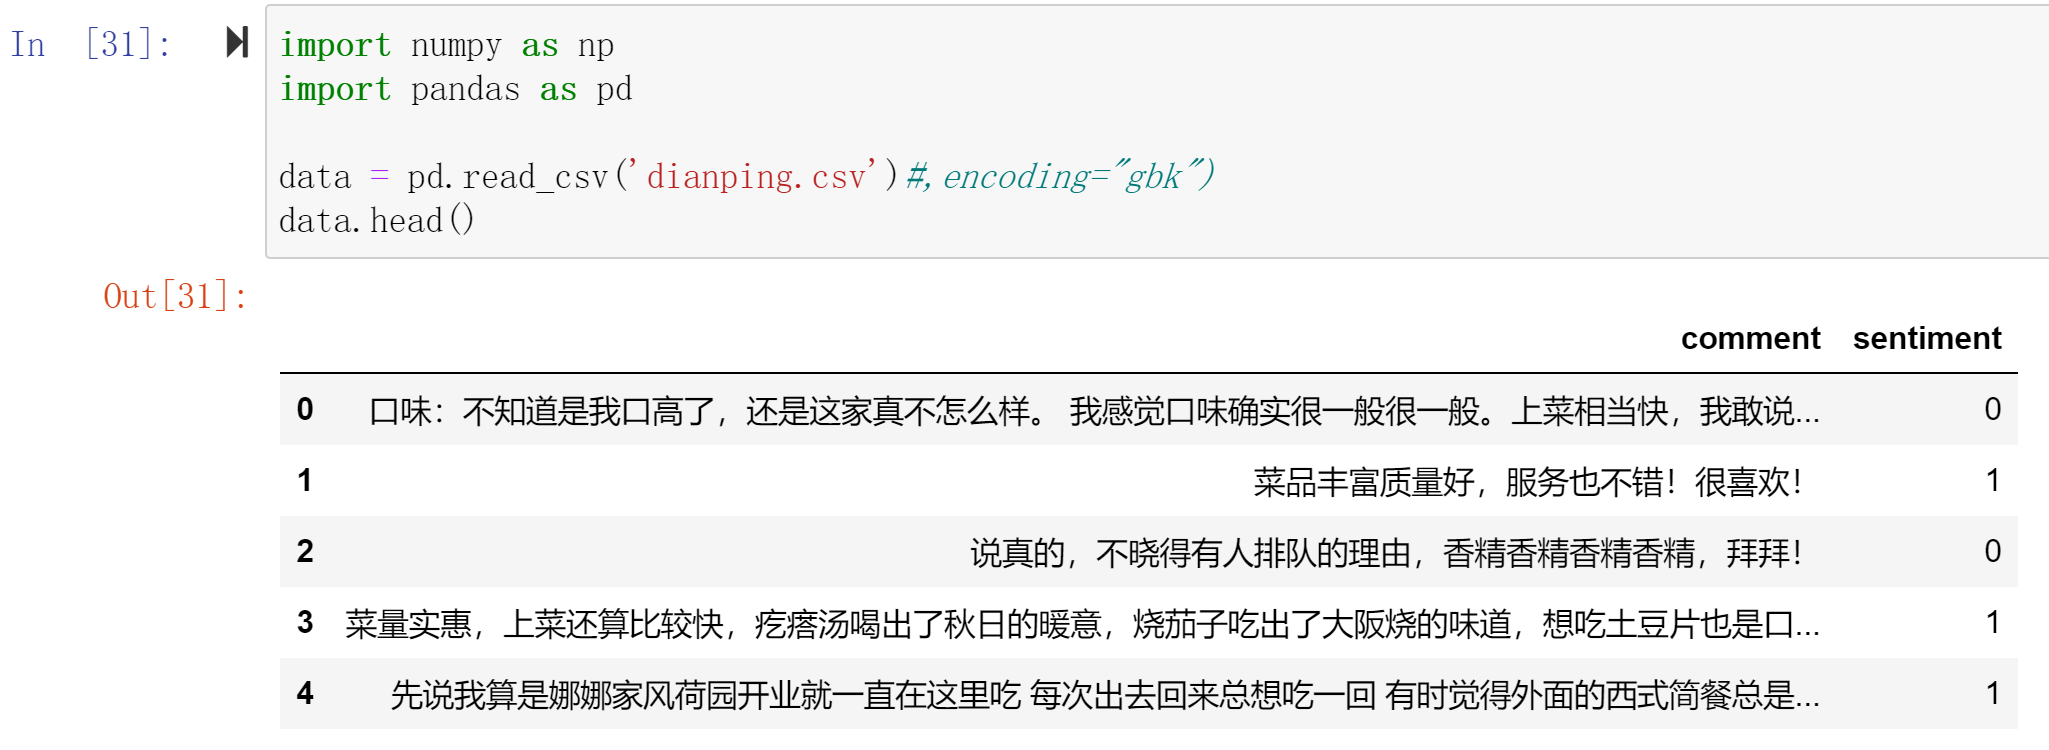 In [31]: import numpy as np
import pandas as pd
data = pd.read_csv('dianping.csv')#,encoding="gbk")
data.head()
Out[31]:
comment sentiment
0 口味：不知道是我口高了，还是这家真不怎么样。 我感觉口味确实很一般很一般。上菜相当快，我敢说... 0
1 菜品丰富质量好，服务也不错！很喜欢！ 1
2 说真的，不晓得有人排队的理由，香精香精香精香精，拜拜！ 0
3 菜量实惠，上菜还算比较快，疙瘩汤喝出了秋日的暖意，烧茄子吃出了大阪烧的味道，想吃土豆片也是口... 1
4 先说我算是娜娜家风荷园开业就一直在这里吃 每次出去回来总想吃一回 有时觉得外面的西式简餐总是... 1